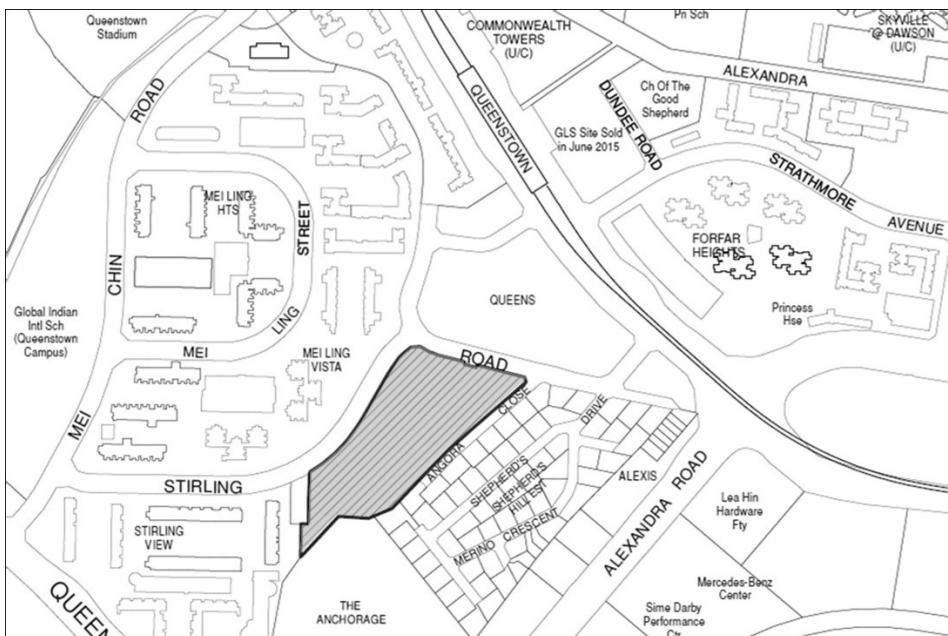 Queenstown
Stadium
COMMONWEALTH
TOWERS
(U/C)
Pn Sch
SKYVILLE
@ DAWSON
(U/C)
ALEXANDRA
ROAD
QUEENSTOWN
DUNDEE ROAD
Ch Of The
Good
Shepherd
GLS Site Sold
in June 2015
STRATHMORE
AVENUE
MEI LING
HTS
STREET
CHIN
FORFAR
HEIGHTS
QUEENS
Princess
Hse
Global Indian
Intl Sch
(Queenstown
Campus)
LING
MEI
MEI LING
VISTA
ROAD
MEI
CLOSE
DRIVE
ANGORA
SHEPHERD'S
SHEPHERD'S
HILL EST
ALEXIS
STIRLING
MERINO CRESCENT
ALEXANDRA ROAD
Lea Hin
Hardware
Fty
STIRLING
VIEW
Mercedes-Benz
Center
QUEEN
THE
ANCHORAGE
Sime Darby
Performance
Ctr